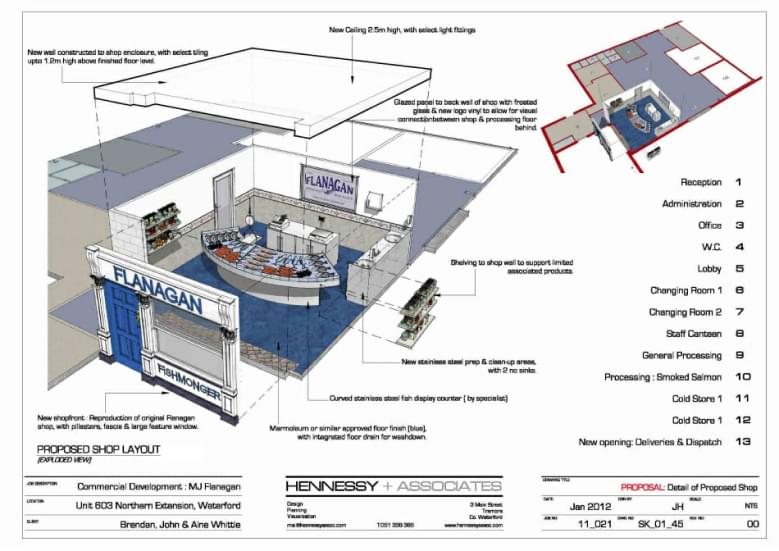 New Ceiling 2.5m high, with select light fittings
New wall constructed to shop enclosure, with select tiling
upto 1.2m high above finished floor level.
Glazed panel to back wall of shop with frosted
glass & new logo vinyl to allow for visual
connectionbetween shop & processing floor
behind.
FLANAGAN
Shelving to shop wall to support limited
associated products.
FLANAGAN
FISHMONGER
New stainless steel prep & clean-up areas,
with 2 no sinks.
Curved stainless steel fish display counter ( by specialist)
New shopfront : Reproduction of original Flanagan
shop, with pilasters, fascia & large feature window.
Marmoleum or similar approved floor finish (blue),
with integrated floor drain for washdown.
PROPOSED SHOP LAYOUT
(EXPLODED VIEW)
Reception 1
Administration 2
Office 3
W.C. 4
Lobby 5
Changing Room 1 6
Changing Room 2 7
Staff Canteen 8
General Processing 9
Processing : Smoked Salmon 10
Cold Store 1 11
Cold Store 1 12
New opening: Deliveries & Dispatch 13
JOB DESCRIPTION Commercial Development : MJ Flanagan
LOCATION Unit 603 Northern Extension, Waterford
CLIENT Brendan, John & Aine Whittle
HENNESSY + ASSOCIATES
Design
Planning
Visualisation
3 Main Street
Tramore
Co. Waterford
www.hennessyassoc.com
DRAWING TITLE
PROPOSAL: Detail of Proposed Shop
DATE Jan 2012 JH SCALE NTS
JOB NO 11_021 DWG NO SK_01_45 REV NO 00